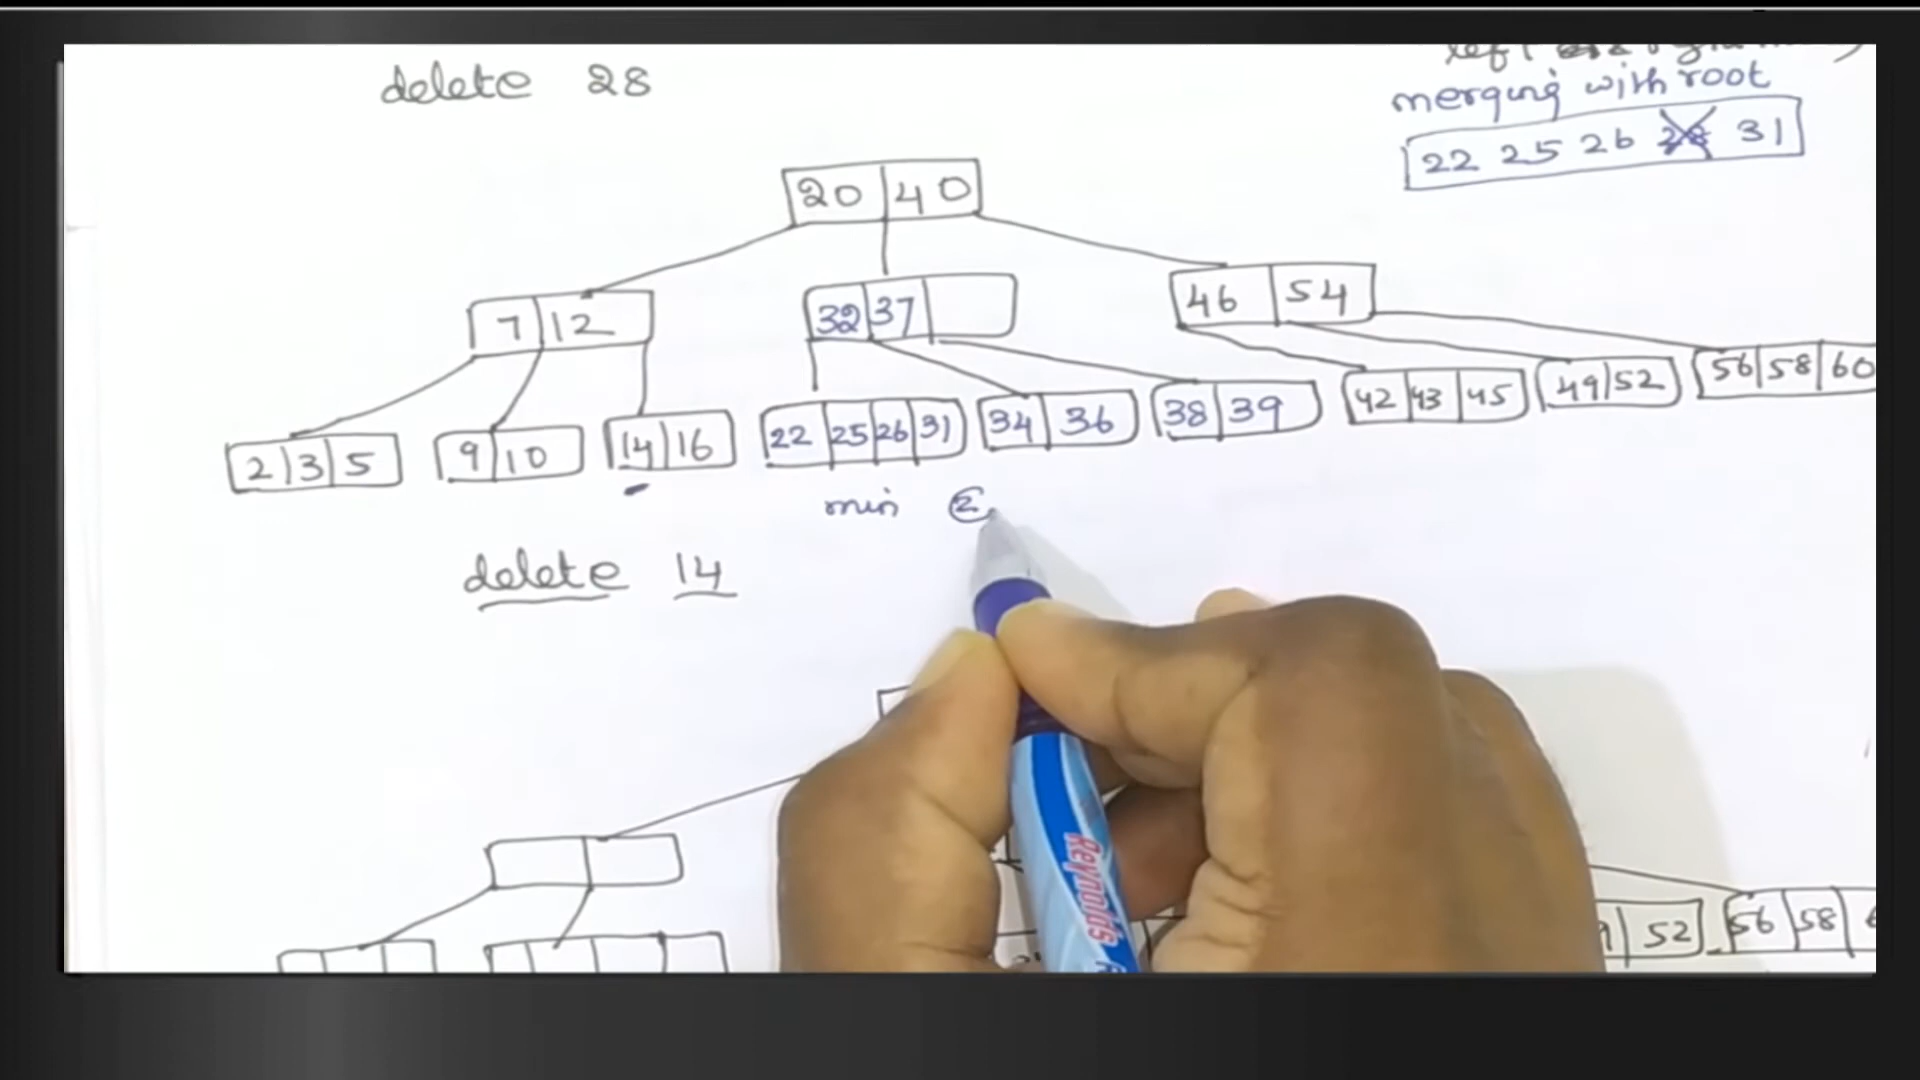 delete 28
merging with root
22 25 26 28 31
20 40
7 12
32 37
46 54
2 3 5
9 10
14 16
22 25 26 31
34 36
38 39
42 43 45
49 52
56 58 60
min 2
delete 14
52
56 58
Reynolds